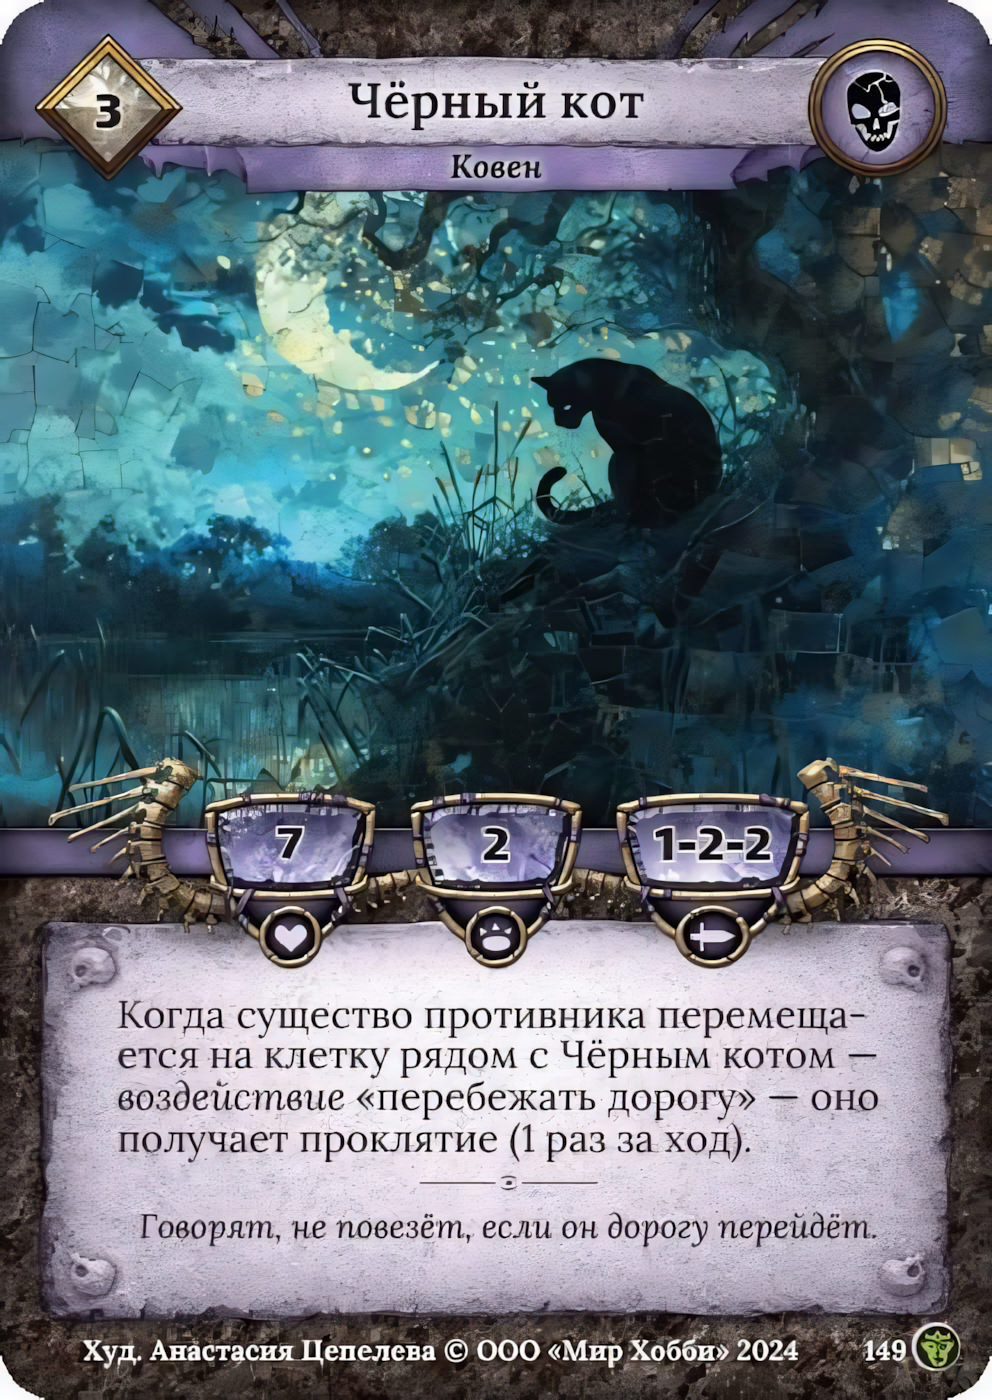 3
Чёрный кот
Ковен
7
2
1-2-2
Когда существо противника перемеща-
ется на клетку рядом с Чёрным котом —
воздействие «перебежать дорогу» — оно
получает проклятие (1 раз за ход).
Говорят, не повезёт, если он дорогу перейдёт.
Худ. Анастасия Цепелева © ООО «Мир Хобби» 2024
149